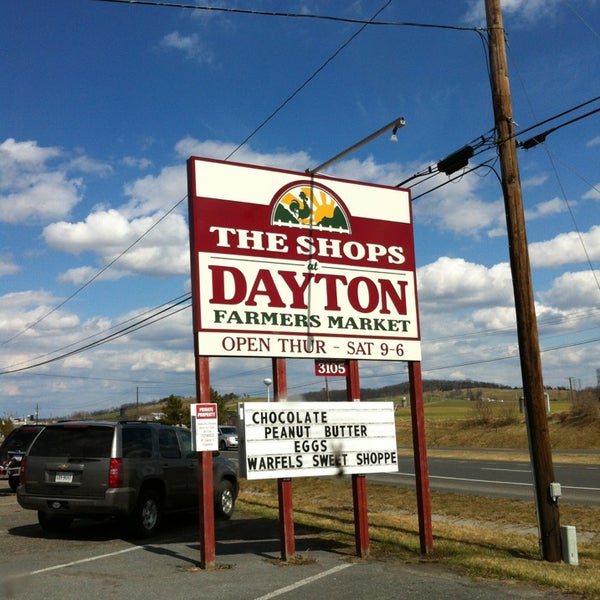 THE SHOPS
at
DAYTON
FARMERS MARKET
OPEN THUR - SAT 9-6
3105
CHOCOLATE
PEANUT BUTTER
EGGS
WARFELS SWEET SHOPPE
PRIVATE
PROPERTY